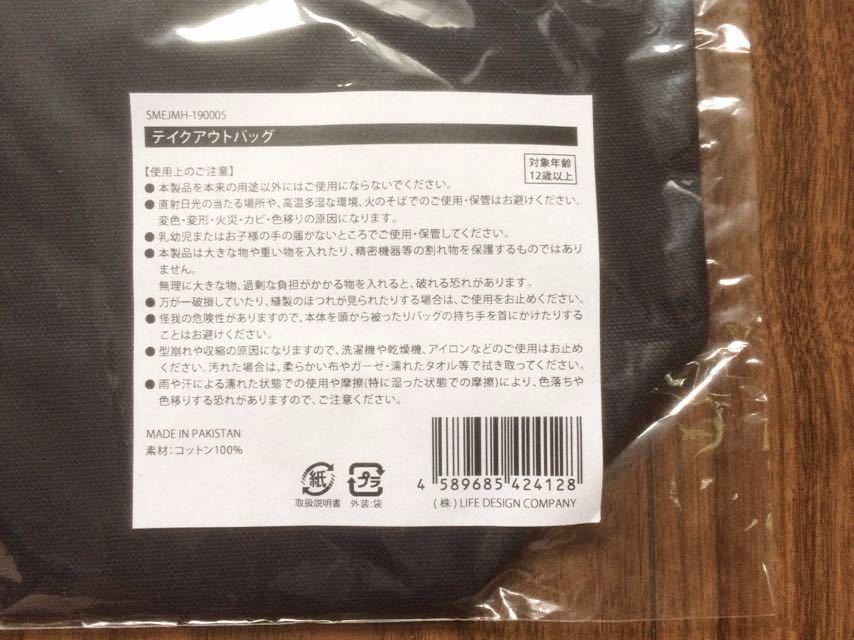 SMEJMH-190005
テイクアウトバッグ
【使用上のご注意】
対象年齢
12歳以上
● 本製品を本来の用途以外にはご使用にならないでください。
● 直射日光の当たる場所や、高温多湿な環境、火のそばでのご使用・保管はお避けください。
変色・変形・火災・カビ・色移りの原因になります。
● 乳幼児またはお子様の手の届かないところでご使用・保管してください。
● 本製品は大きな物や重い物を入れたり、精密機器等の割れ物を保護するものではあり
ません。
無理に大きな物、過剰な負担がかかる物を入れると、破れる恐れがあります。
● 万が一破損していたり、縫製のほつれが見られたりする場合は、ご使用をお止めください。
● 怪我の危険性がありますので、本体を頭から被ったりバッグの持ち手を首にかけたりする
ことはお避けください。
● 型崩れや収縮の原因になりますので、洗濯機や乾燥機、アイロンなどのご使用はお止め
ください。汚れた場合は、柔らかい布やガーゼ・濡れたタオル等で拭き取ってください。
● 雨や汗による濡れた状態での使用や摩擦(特に湿った状態での摩擦)により、色落ちや
色移りする恐れがありますので、ご注意ください。
MADE IN PAKISTAN
素材:コットン100%
紙
取扱説明書
プラ
外装:袋
4 589685 424128
(株) LIFE DESIGN COMPANY